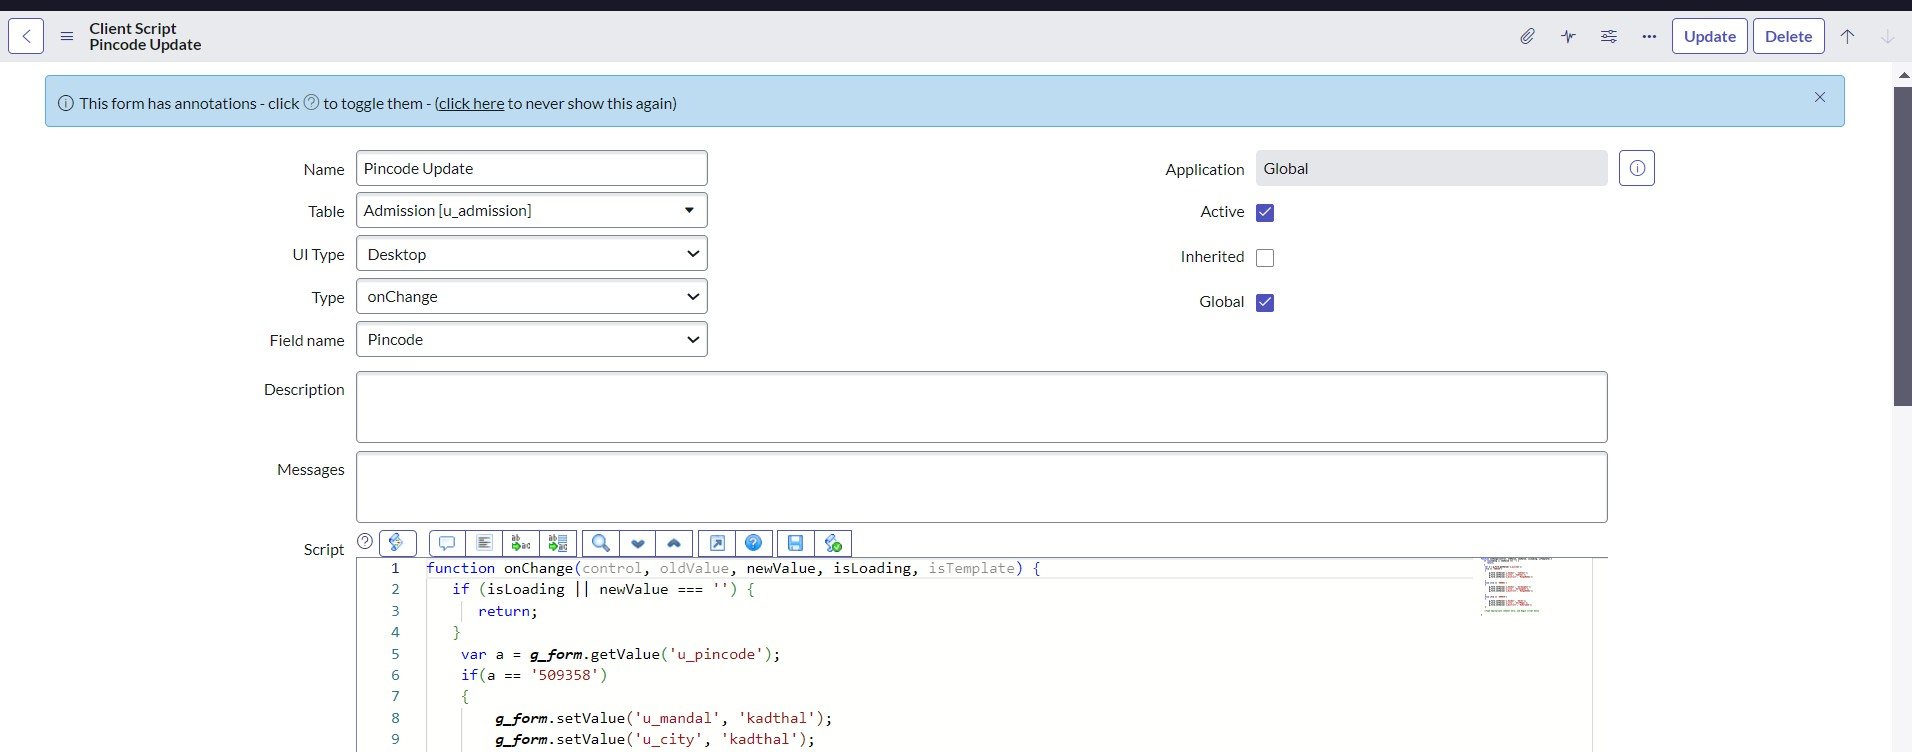 Client Script
Pincode Update
Update
Delete
This form has annotations - click ? to toggle them - (click here to never show this again)
Name
Pincode Update
Application
Global
Table
Admission [u_admission]
Active
UI Type
Desktop
Inherited
Type
onChange
Global
Field name
Pincode
Description
Messages
Script
1 function onChange(control, oldValue, newValue, isLoading, isTemplate) {
2 if (isLoading || newValue === '') {
3 return;
4 }
5 var a = g_form.getValue('u_pincode');
6 if(a == '509358')
7 {
8 g_form.setValue('u_mandal', 'kadthal');
9 g_form.setValue('u_city', 'kadthal');